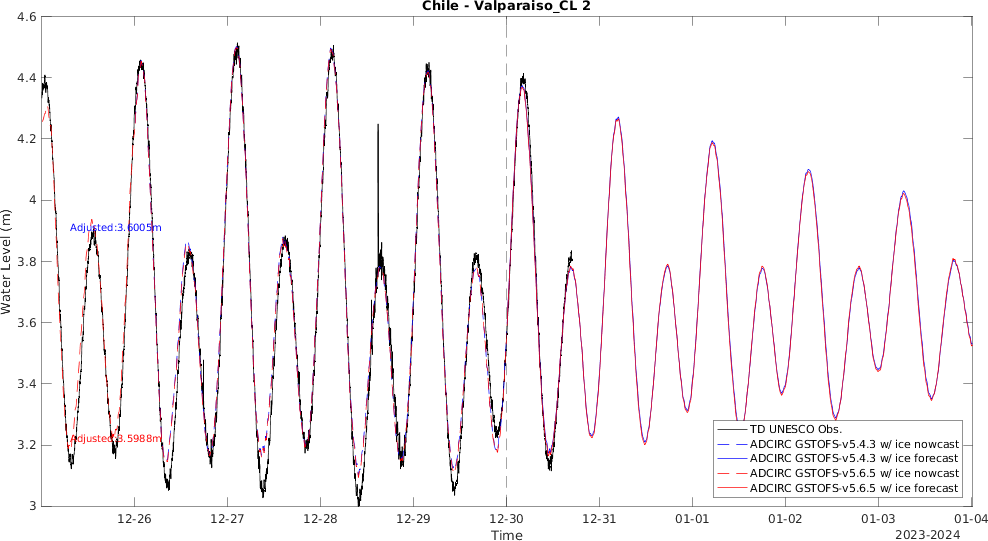 Chile - Valparaiso_CL 2
4.6
4.4
4.2
4
3.8
3.6
3.4
3.2
3
Water Level (m)
Adjusted:3.6005m
Adjusted:3.5988m
TD UNESCO Obs.
ADCIRC GSTOFS-v5.4.3 w/ ice nowcast
ADCIRC GSTOFS-v5.4.3 w/ ice forecast
ADCIRC GSTOFS-v5.6.5 w/ ice nowcast
ADCIRC GSTOFS-v5.6.5 w/ ice forecast
12-26 12-27 12-28 12-29 12-30 12-31 01-01 01-02 01-03 01-04
Time
2023-2024